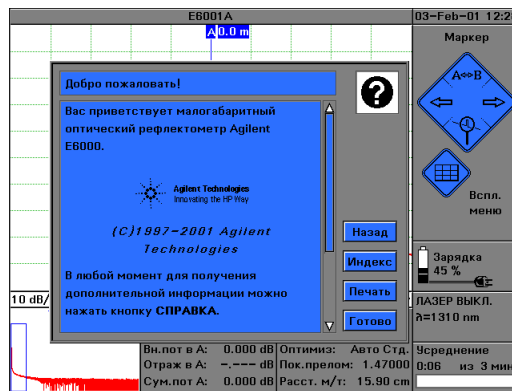 E6001A
03-Feb-01 12:2
A 0.0 m
Маркер
A⇔B
Добро пожаловать!
?
Вас приветствует малогабаритный
оптический рефлектометр Agilent
E6000.
Agilent Technologies
Innovating the HP Way
(C)1997-2001 Agilent
Technologies
В любой момент для получения
дополнительной информации можно
нажать кнопку СПРАВКА.
Назад
Индекс
Печать
Готово
Вспл.
меню
Зарядка
45 %
10 dB/
ЛАЗЕР ВЫКЛ.
λ=1310 nm
Вн.пот в А: 0.000 dB
Отраж в А: -.--- dB
Сум.пот А: 0.000 dB
Оптимиз: Авто Стд.
Пок.прелом: 1.47000
Расст. м/т: 15.90 cm
Усреднение
0:06 из 3 мин